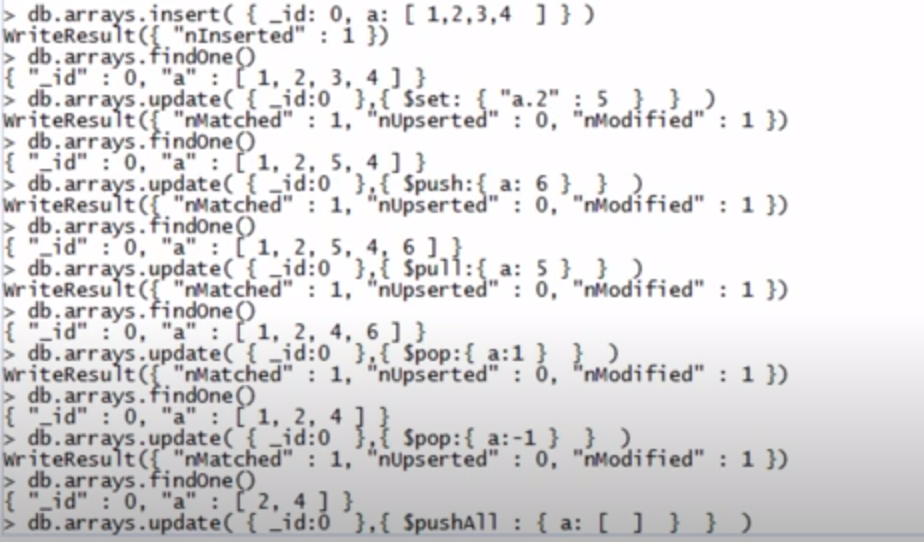 > db.arrays.insert( { _id: 0, a: [ 1,2,3,4  ] } )
WriteResult({ "nInserted" : 1 })
> db.arrays.findOne()
{ "_id" : 0, "a" : [ 1, 2, 3, 4 ] }
> db.arrays.update( { _id:0  },{ $set: { "a.2" : 5  }  }  )
WriteResult({ "nMatched" : 1, "nUpserted" : 0, "nModified" : 1 })
> db.arrays.findOne()
{ "_id" : 0, "a" : [ 1, 2, 5, 4 ] }
> db.arrays.update( { _id:0  },{ $push:{ a: 6 }  }  )
WriteResult({ "nMatched" : 1, "nUpserted" : 0, "nModified" : 1 })
> db.arrays.findOne()
{ "_id" : 0, "a" : [ 1, 2, 5, 4, 6 ] }
> db.arrays.update( { _id:0  },{ $pull:{ a: 5 }  }  )
WriteResult({ "nMatched" : 1, "nUpserted" : 0, "nModified" : 1 })
> db.arrays.findOne()
{ "_id" : 0, "a" : [ 1, 2, 4, 6 ] }
> db.arrays.update( { _id:0  },{ $pop:{ a:1 }  }  )
WriteResult({ "nMatched" : 1, "nUpserted" : 0, "nModified" : 1 })
> db.arrays.findOne()
{ "_id" : 0, "a" : [ 1, 2, 4 ] }
> db.arrays.update( { _id:0  },{ $pop:{ a:-1 }  }  )
WriteResult({ "nMatched" : 1, "nUpserted" : 0, "nModified" : 1 })
> db.arrays.findOne()
{ "_id" : 0, "a" : [ 2, 4 ] }
> db.arrays.update( { _id:0  },{ $pushAll : { a: [  ]  }  }  )